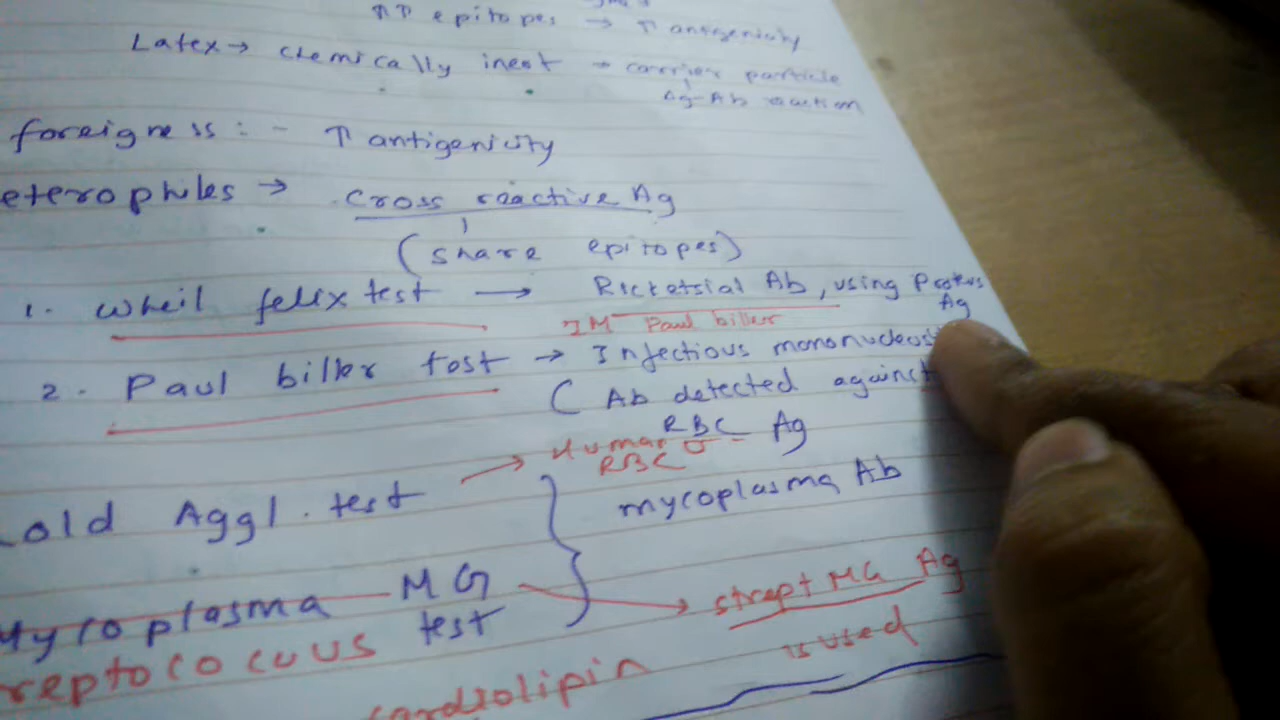 ↑↑ epitopes → ↑ antigenicity
Latex → chemically inert → carrier particle
Ag-Ab reaction
foreigness :- ↑ antigenicity
eterophiles → cross reactive Ag
(share epitopes)
1. Wheil felix test → Ricketsial Ab, using Proteus
Ag
IM Paul biller
2. Paul biller test → Infectious mononucleosi
( Ab detected against
RBC Ag
old Aggl. test → Human RBC
mycoplasma Ab
Mycoplasma MG → strept MG Ag
reptococcus test is used
cardiolipin